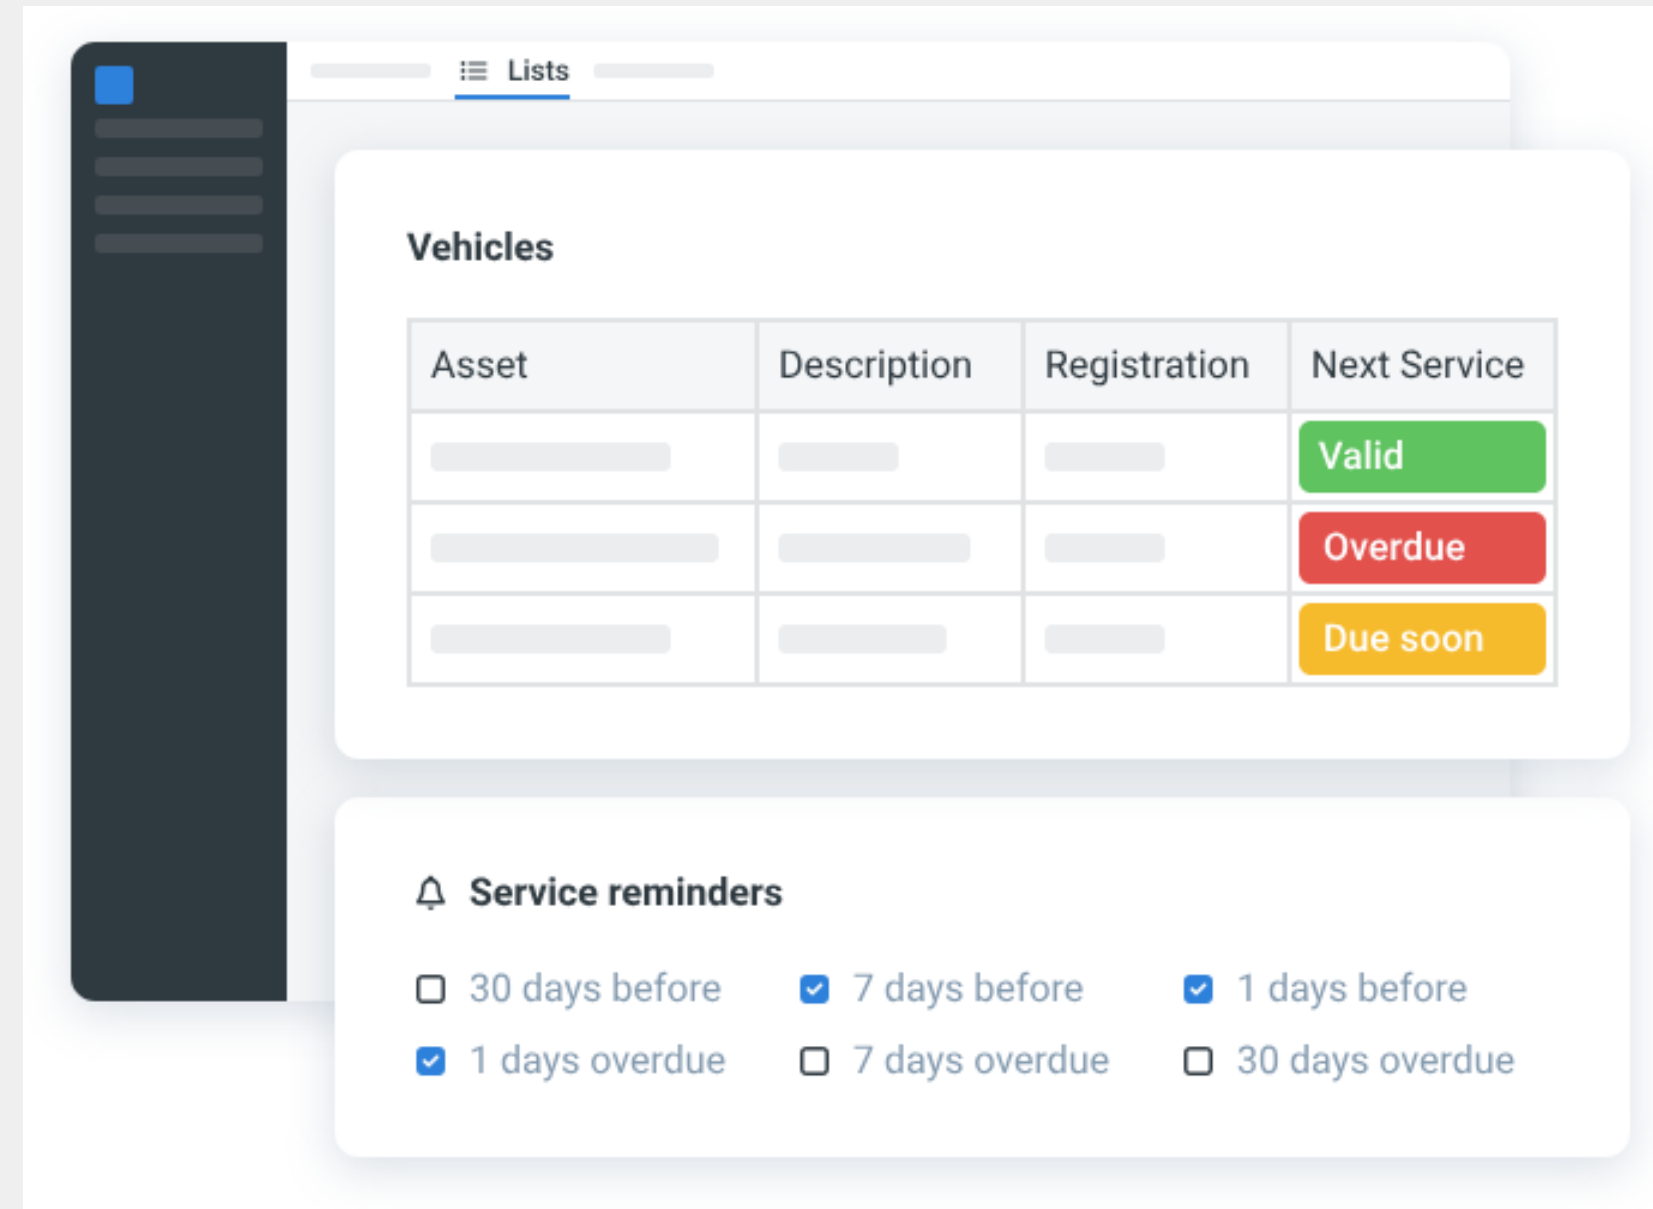 Lists
Vehicles
Asset Description Registration Next Service
Valid
Overdue
Due soon
Service reminders
30 days before 7 days before 1 days before
1 days overdue 7 days overdue 30 days overdue